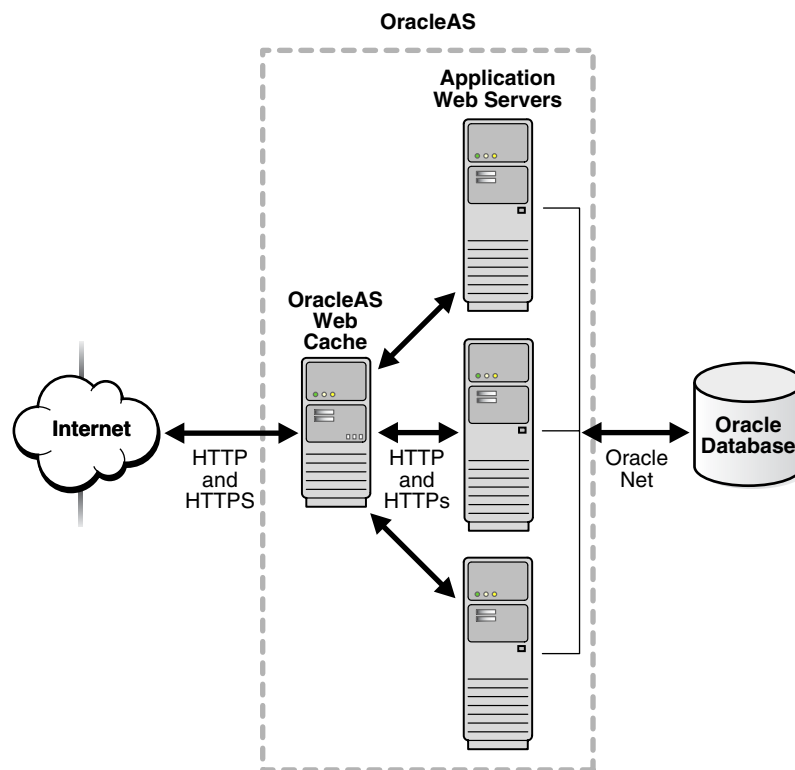 OracleAS
Application
Web Servers
OracleAS
Web
Cache
Internet
HTTP
and
HTTPS
HTTP
and
HTTPs
Oracle
Net
Oracle
Database